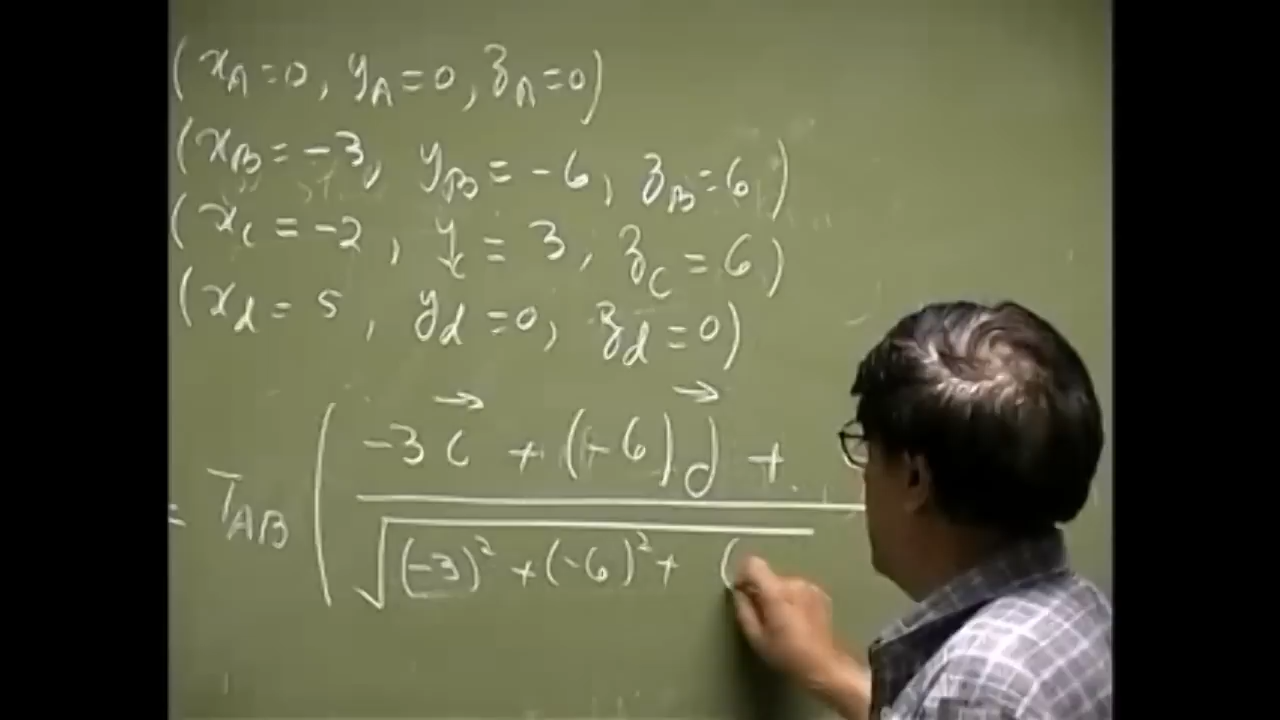 (x_A = 0, y_A = 0, z_A = 0)
(x_B = -3, y_B = -6, z_B = 6)
(x_C = -2, y_C = 3, z_C = 6)
(x_d = 5, y_d = 0, z_d = 0)
-3 i⃗ + (-6) j⃗ +
= T_AB (
√(-3)² + (-6)² + (